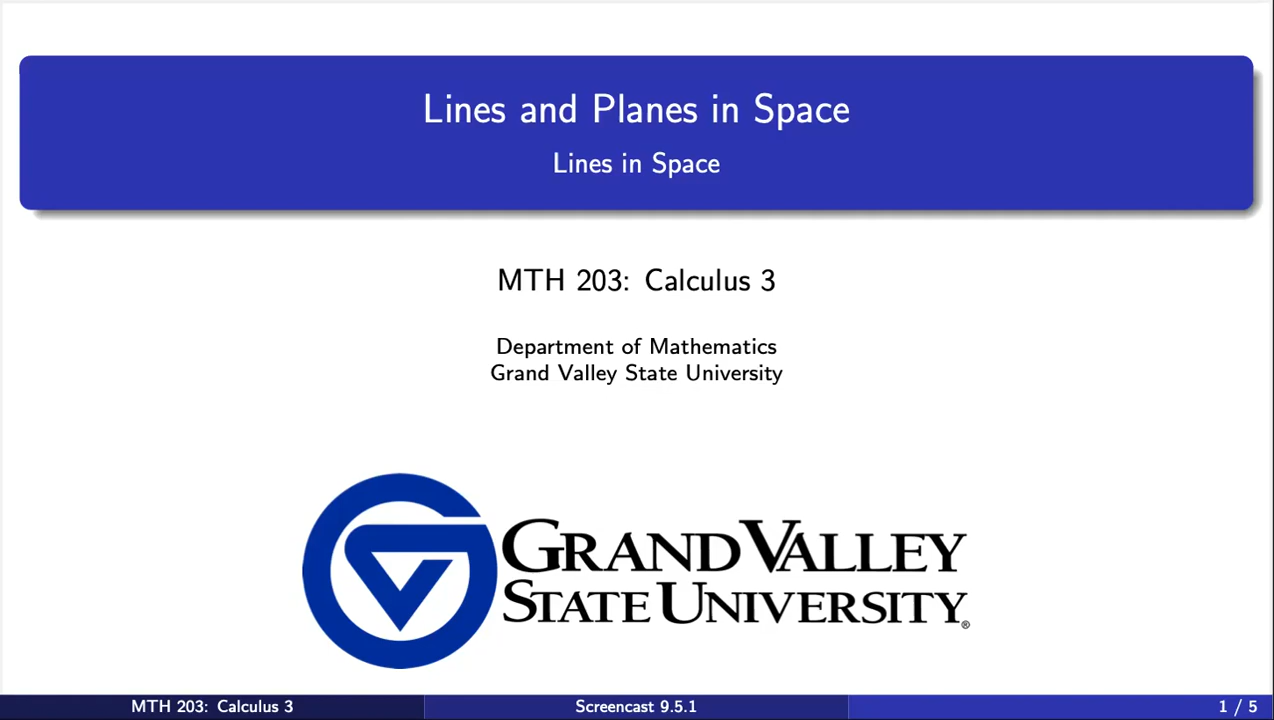 Lines and Planes in Space
Lines in Space
MTH 203: Calculus 3
Department of Mathematics
Grand Valley State University
GRAND VALLEY
STATE UNIVERSITY®
MTH 203: Calculus 3
Screencast 9.5.1
1 / 5